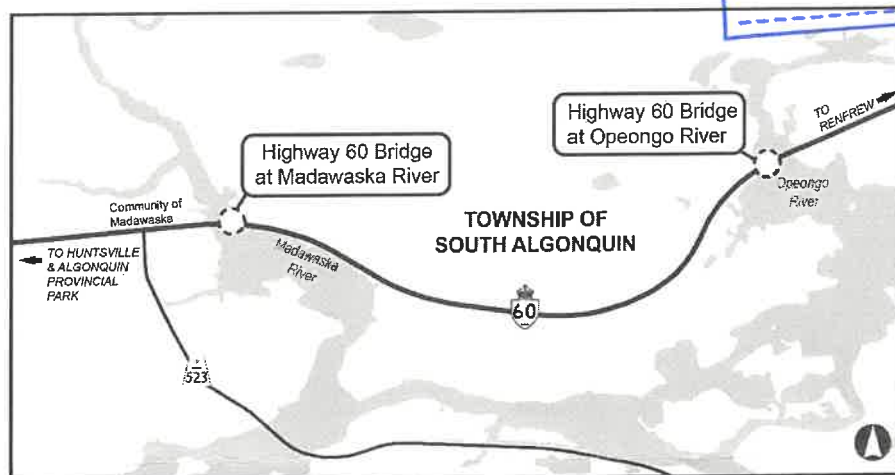 Highway 60 Bridge
at Opeongo River
TO
RENFREW
Highway 60 Bridge
at Madawaska River
Opeongo
River
Community of
Madawaska
TOWNSHIP OF
SOUTH ALGONQUIN
Madawaska
River
TO HUNTSVILLE
& ALGONQUIN
PROVINCIAL
PARK
60
523